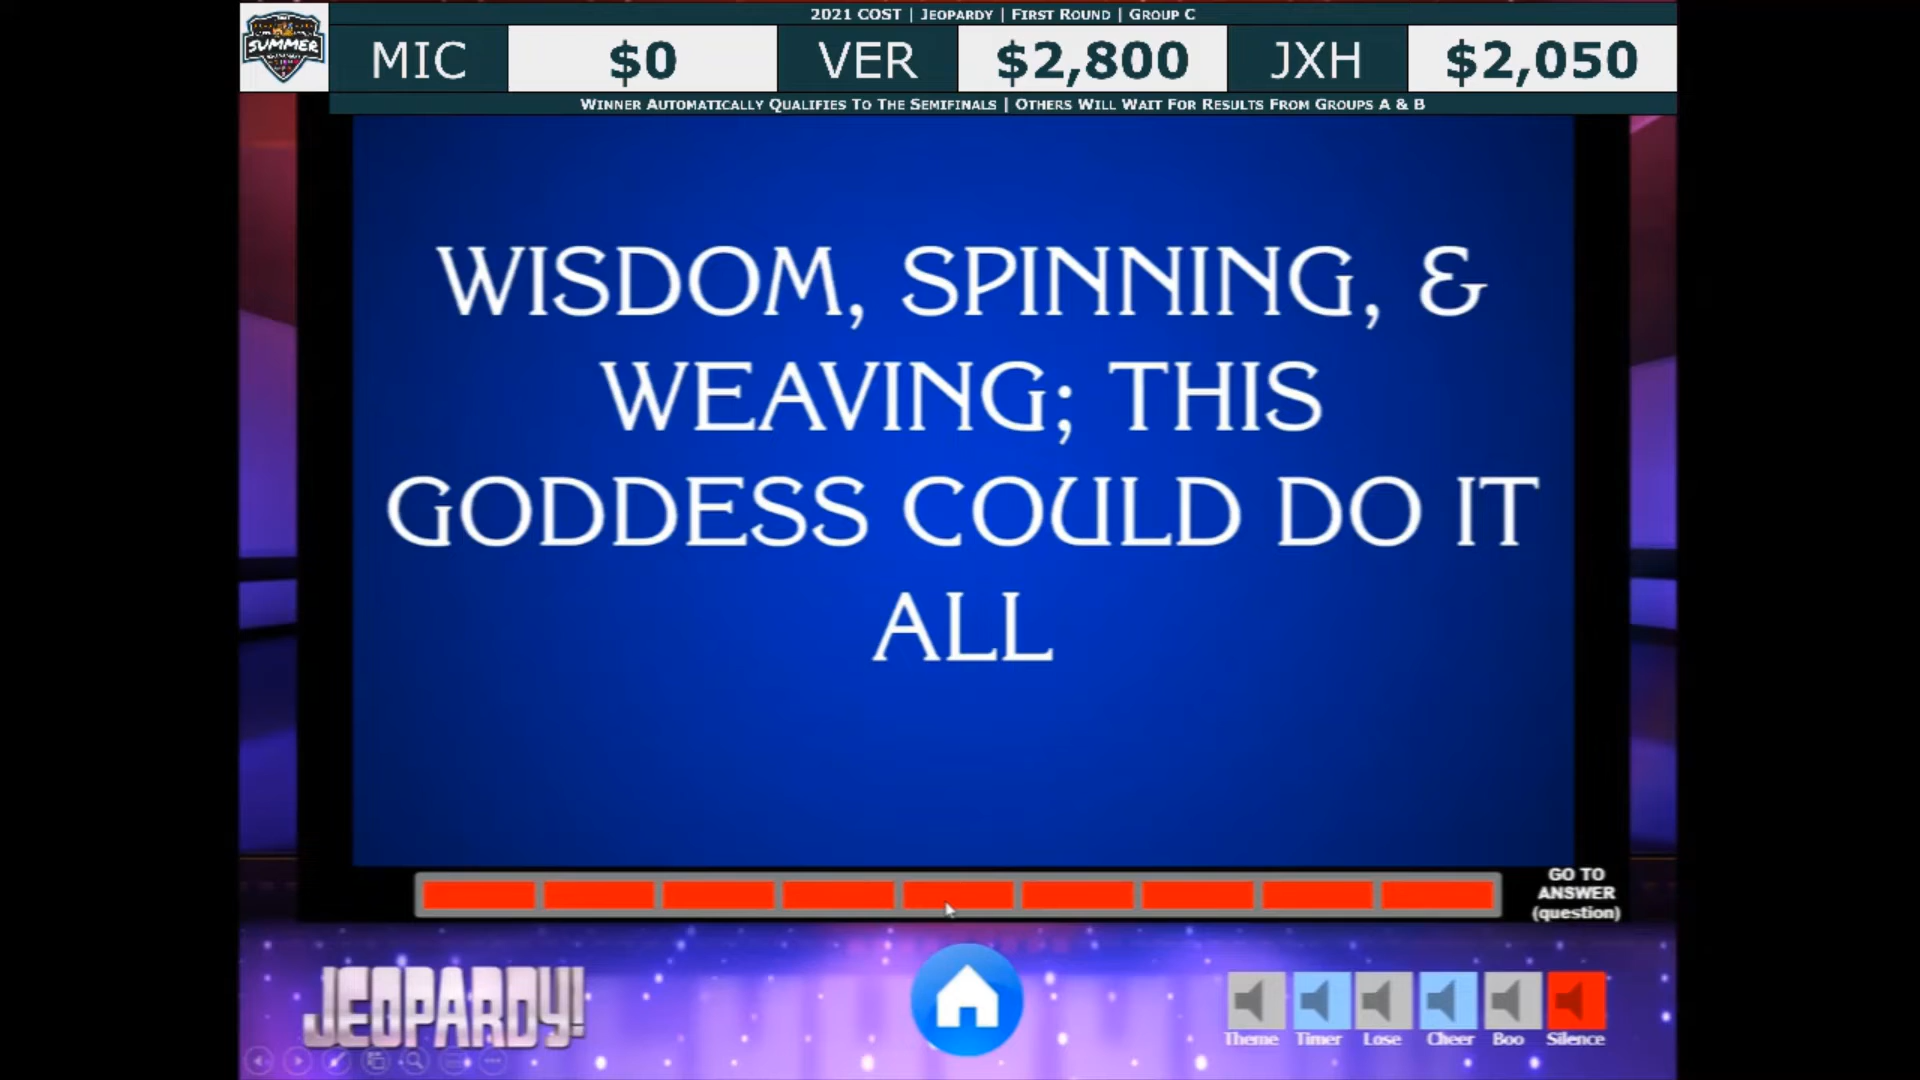 2021 COST | JEOPARDY | FIRST ROUND | GROUP C
SUMMER
MIC $0 VER $2,800 JXH $2,050
WINNER AUTOMATICALLY QUALIFIES TO THE SEMIFINALS | OTHERS WILL WAIT FOR RESULTS FROM GROUPS A & B
WISDOM, SPINNING, &
WEAVING; THIS
GODDESS COULD DO IT
ALL
GO TO
ANSWER
(question)
JEOPARDY!
Theme Timer Lose Cheer Boo Silence